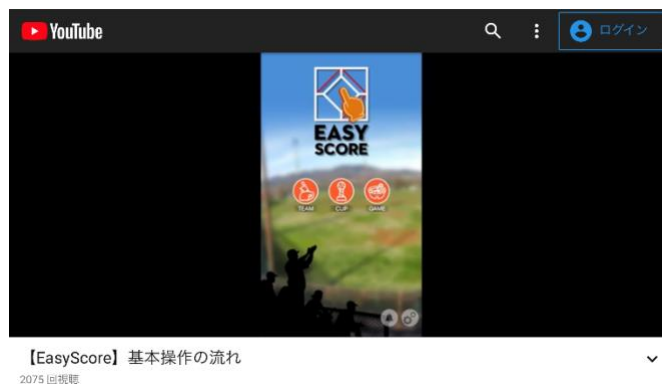 YouTube
ログイン
EASY
SCORE
TEAM CUP GAME
【EasyScore】基本操作の流れ
2075 回視聴